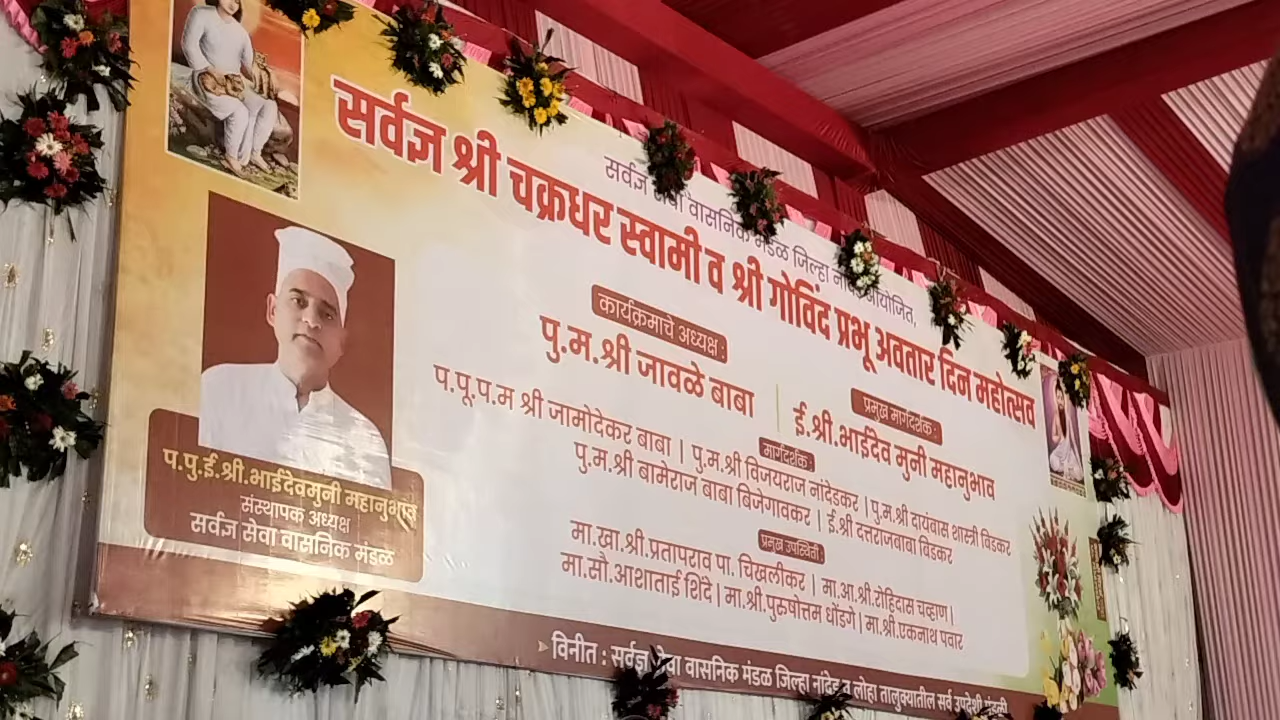 सर्वज्ञ सेवा वासनिक मंडळ जिल्हा नांदेड आयोजित,
सर्वज्ञ श्री चक्रधर स्वामी व श्री गोविंद प्रभू अवतार दिन महोत्सव
कार्यक्रमाचे अध्यक्ष :
पु.म.श्री जावळे बाबा
प्रमुख मार्गदर्शक :
ई.श्री.भाईदेव मुनी महानुभाव
मार्गदर्शक :
प.पू.प.म श्री जामोदेकर बाबा | पु.म.श्री विजयराज नांदेडकर | पु.म.श्री दायंबास शास्त्री बिडकर
पु.म.श्री बामेराज बाबा बिजेगावकर | ई.श्री दत्तराजबाबा बिडकर
प्रमुख उपस्थिती :
मा.खा.श्री.प्रतापराव पा. चिखलीकर | मा.आ.श्री.रोहिदास चव्हाण |
मा.सौ.आशाताई शिंदे | मा.श्री.पुरुषोत्तम धोंडगे | मा.श्री.एकनाथ पवार
प.पु.ई.श्री.भाईदेवमुनी महानुभाव
संस्थापक अध्यक्ष
सर्वज्ञ सेवा वासनिक मंडळ
विनीत : सर्वज्ञ सेवा वासनिक मंडळ जिल्हा नांदेड व लोहा तालुक्यातील सर्व उपदेशी मंडळी